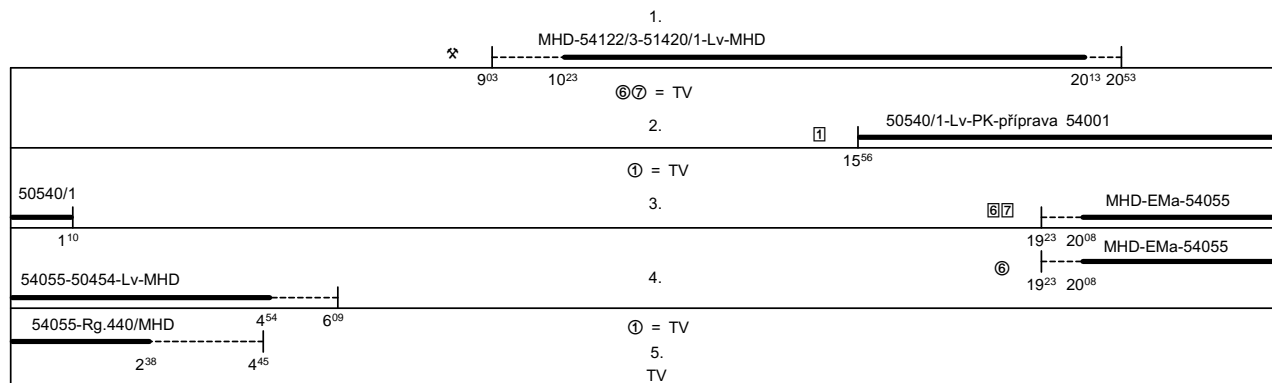 1.
MHD-54122/3-51420/1-Lv-MHD
⚒
9⁰³ 10²³ 20¹³ 20⁵³
⑥⑦ = TV
50540/1-Lv-PK-příprava 54001
2. 1
15⁵⁶
① = TV
50540/1
3. 6 7 MHD-EMa-54055
1¹⁰ 19²³ 20⁰⁸
MHD-EMa-54055
⑥
54055-50454-Lv-MHD 4.
19²³ 20⁰⁸
4⁵⁴ 6⁰⁹
54055-Rg.440/MHD ① = TV
2³⁸ 4⁴⁵
5.
TV